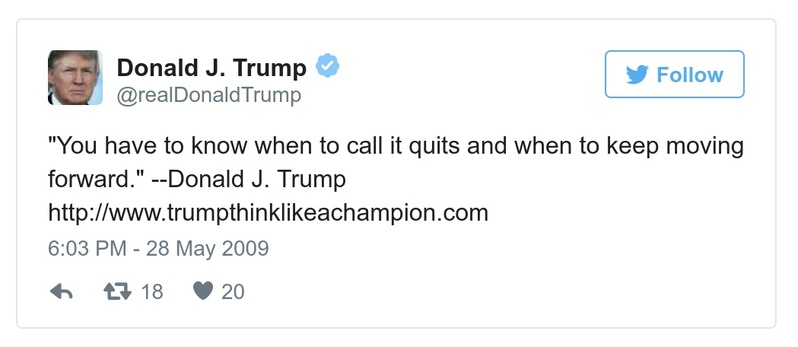 Donald J. Trump
@realDonaldTrump
Follow
"You have to know when to call it quits and when to keep moving
forward." --Donald J. Trump
http://www.trumpthinklikeachampion.com
6:03 PM - 28 May 2009
18 20